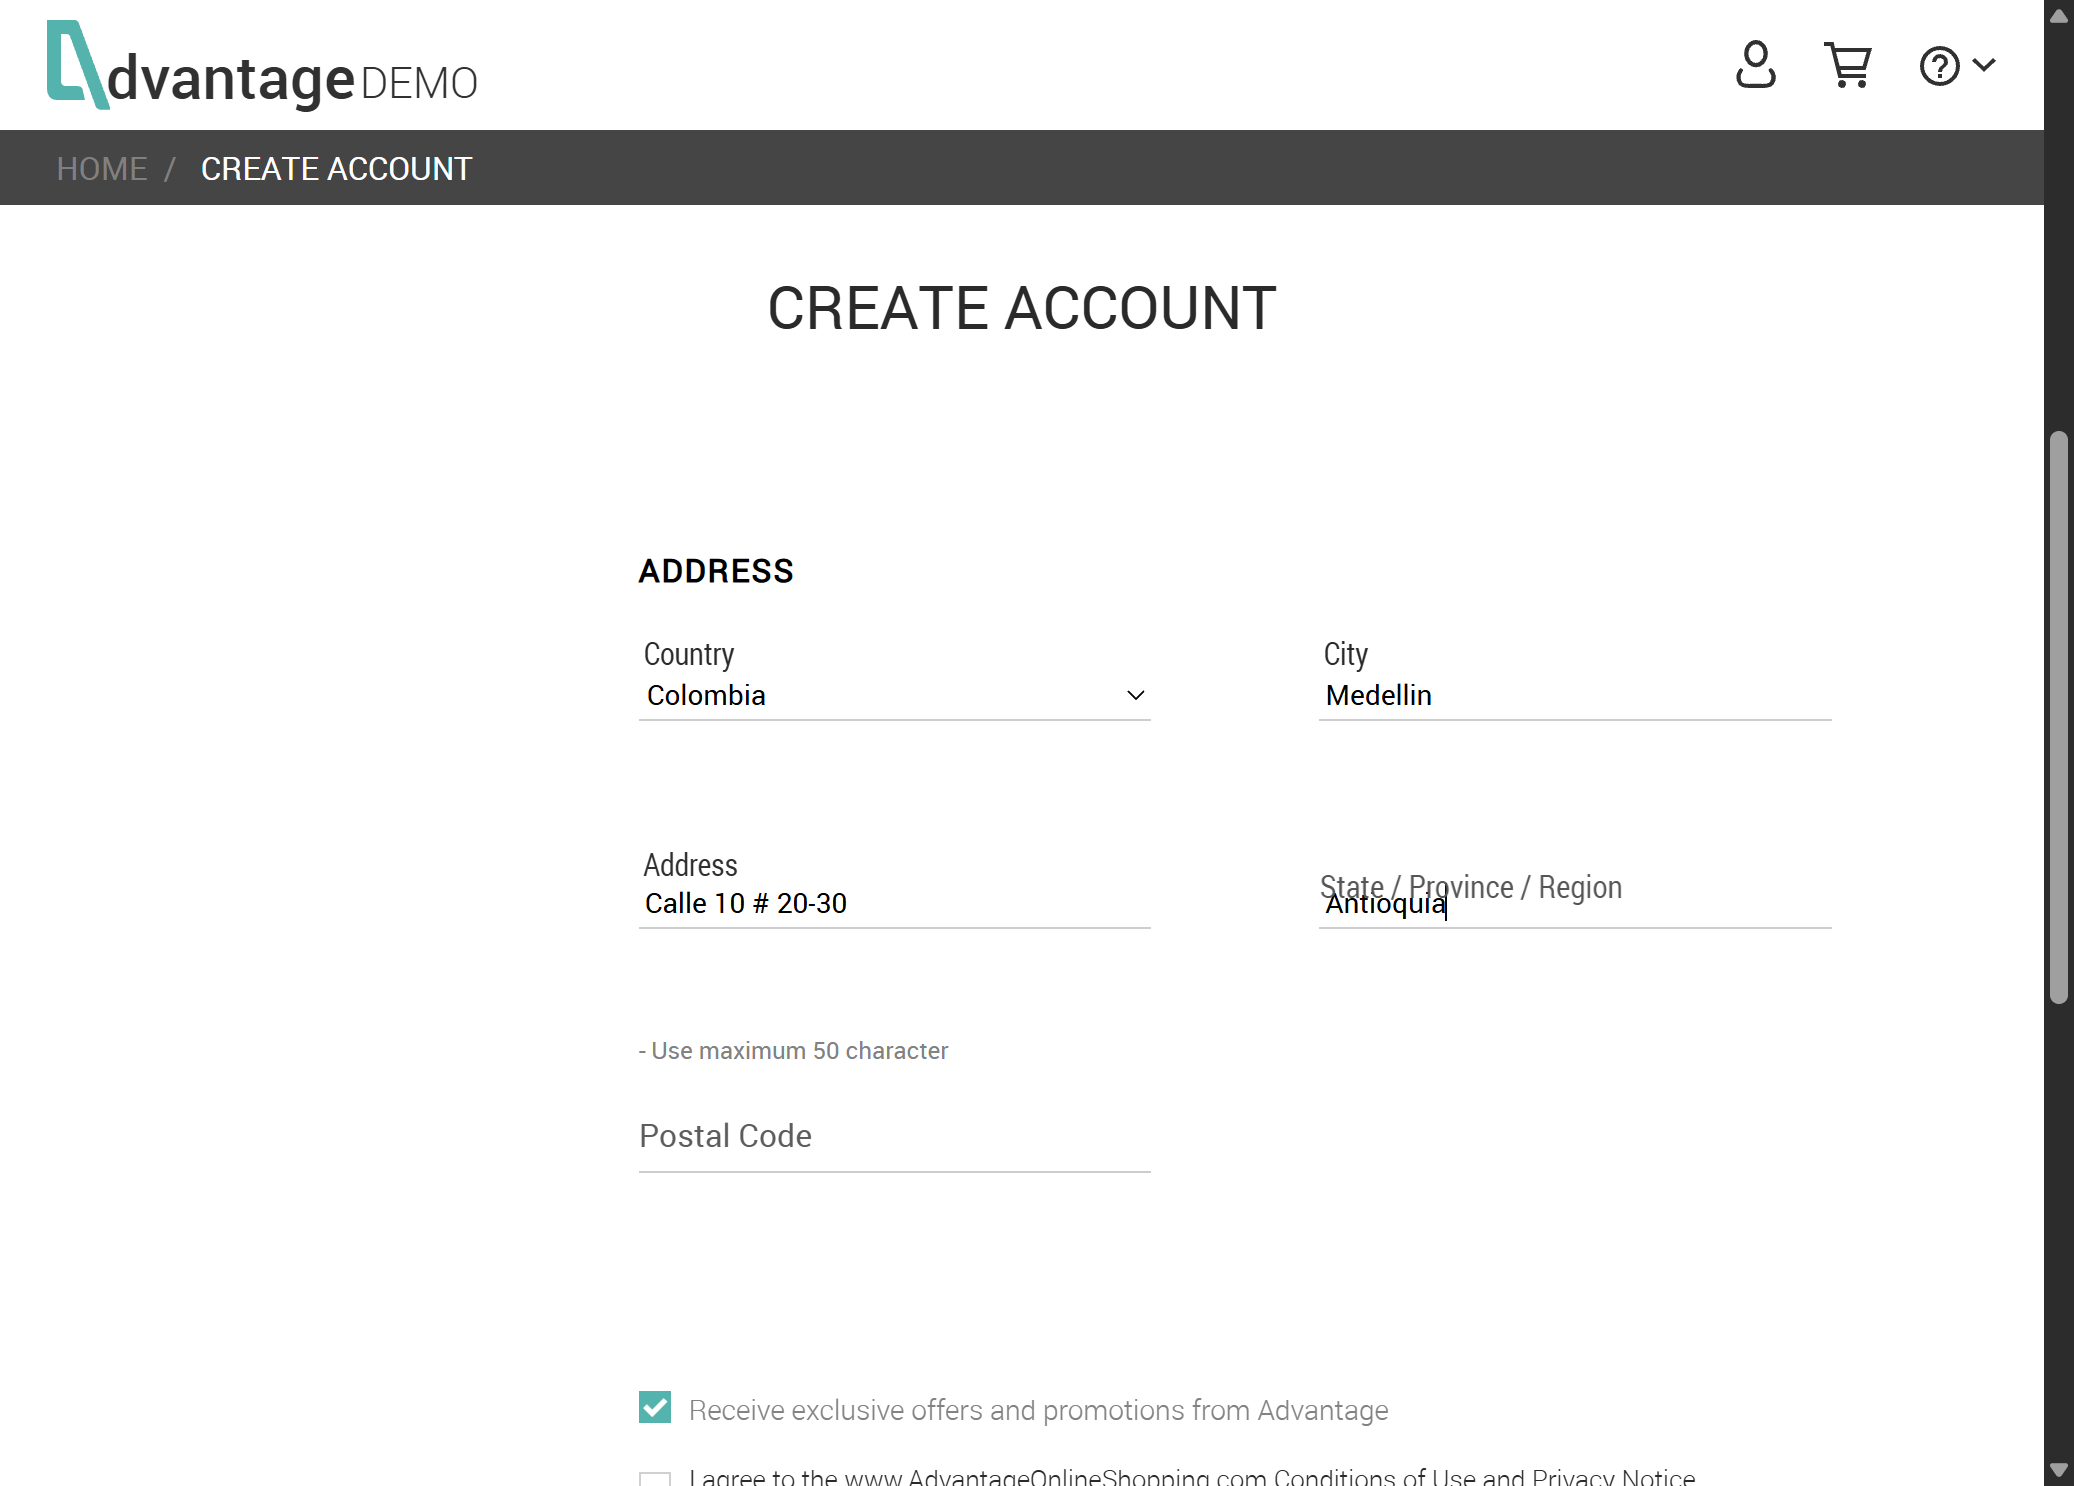 dvantage DEMO
HOME / CREATE ACCOUNT
CREATE ACCOUNT
ADDRESS
Country
Colombia
City
Medellin
Address
Calle 10 # 20-30
State / Province / Region
Antioquia
- Use maximum 50 character
Postal Code
Receive exclusive offers and promotions from Advantage
I agree to the www.AdvantageOnlineShopping.com Conditions of Use and Privacy Notice